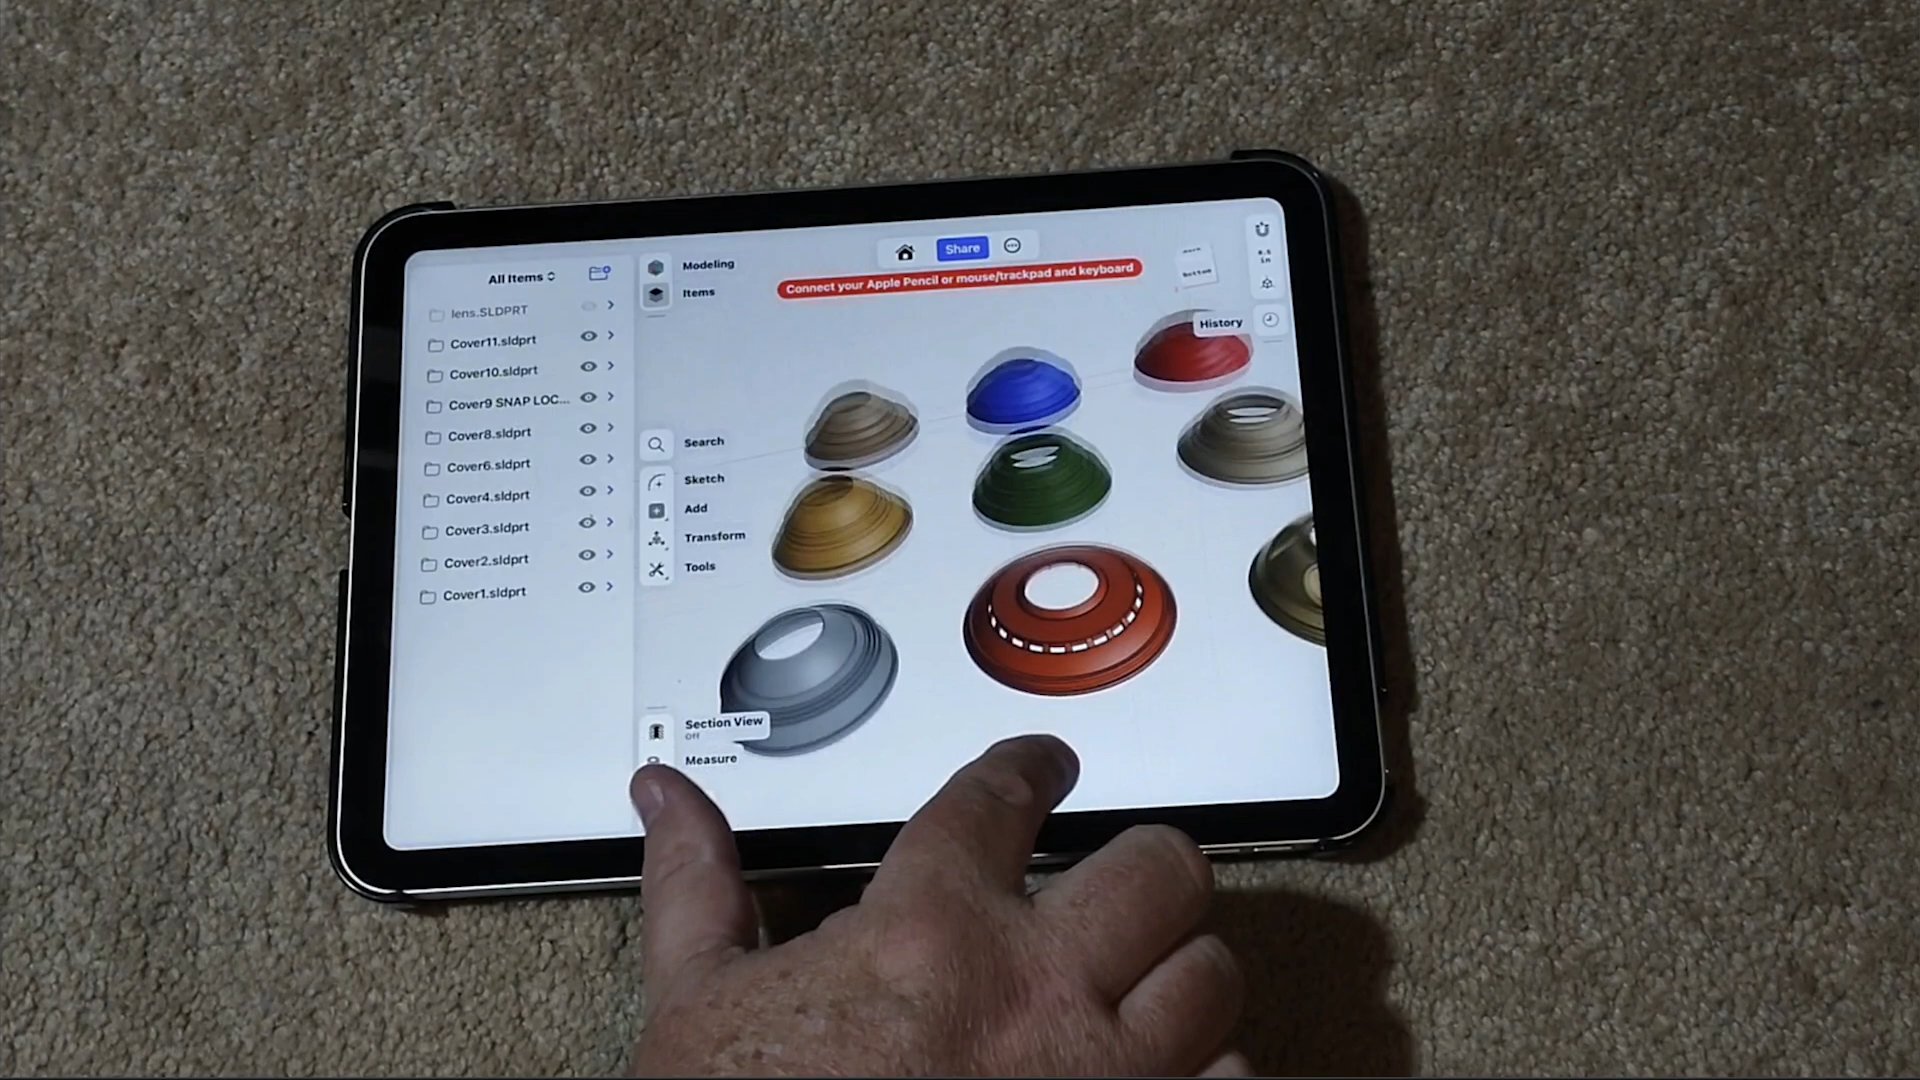 All Items
lens.SLDPRT
Cover11.sldprt
Cover10.sldprt
Cover9 SNAP LOC...
Cover8.sldprt
Cover6.sldprt
Cover4.sldprt
Cover3.sldprt
Cover2.sldprt
Cover1.sldprt
Modeling
Items
Search
Sketch
Add
Transform
Tools
Section View
Off
Measure
Share
Connect your Apple Pencil or mouse/trackpad and keyboard
bottom
in
History